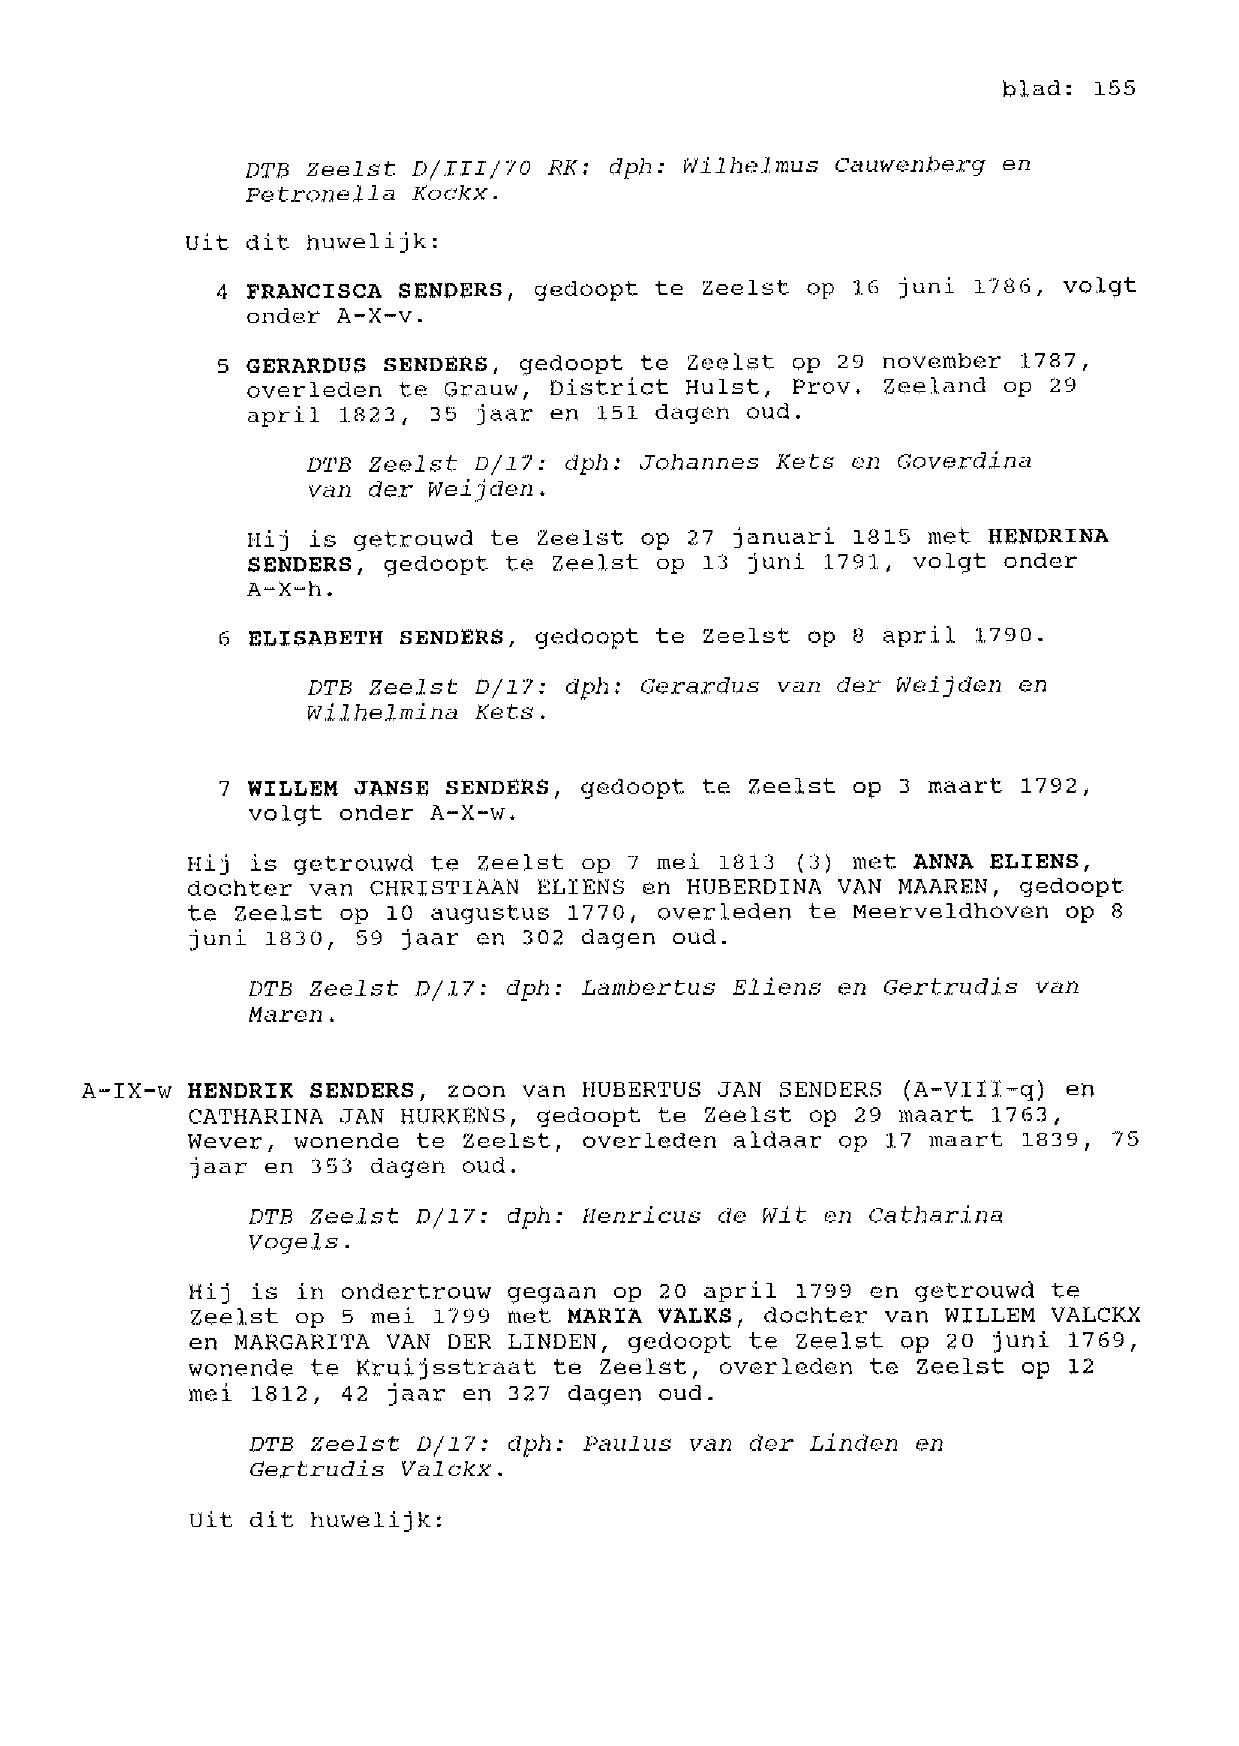 blad: 155
DTB Zeelst D/III/70 RK: dph: Wilhelmus Cauwenberg en
Petronella Kockx.
Uit dit huwelijk:
4 FRANCISCA SENDERS, gedoopt te Zeelst op 16 juni 1786, volgt
onder A-X-v.
5 GERARDUS SENDERS, gedoopt te Zeelst op 29 november 1787,
overleden te Grauw, District Hulst, Prov. Zeeland op 29
april 1823, 35 jaar en 151 dagen oud.
DTB Zeelst D/17: dph: Johannes Kets en Goverdina
van der Weijden.
Hij is getrouwd te Zeelst op 27 januari 1815 met HENDRINA
SENDERS, gedoopt te Zeelst op 13 juni 1791, volgt onder
A-X-h.
6 ELISABETH SENDERS, gedoopt te Zeelst op 8 april 1790.
DTB Zeelst D/17: dph: Gerardus van der Weijden en
Wilhelmina Kets.
7 WILLEM JANSE SENDERS, gedoopt te Zeelst op 3 maart 1792,
volgt onder A-X-w.
Hij is getrouwd te Zeelst op 7 mei 1813 (3) met ANNA ELIENS,
dochter van CHRISTIAAN ELIENS en HUBERDINA VAN MAAREN, gedoopt
te Zeelst op 10 augustus 1770, overleden te Meerveldhoven op 8
juni 1830, 59 jaar en 302 dagen oud.
DTB Zeelst D/17: dph: Lambertus Eliens en Gertrudis van
Maren.
A-IX-w HENDRIK SENDERS, zoon van HUBERTUS JAN SENDERS (A-VIII-q) en
CATHARINA JAN HURKENS, gedoopt te Zeelst op 29 maart 1763,
Wever, wonende te Zeelst, overleden aldaar op 17 maart 1839, 75
jaar en 353 dagen oud.
DTB Zeelst D/17: dph: Henricus de Wit en Catharina
Vogels.
Hij is in ondertrouw gegaan op 20 april 1799 en getrouwd te
Zeelst op 5 mei 1799 met MARIA VALKS, dochter van WILLEM VALCKX
en MARGARITA VAN DER LINDEN, gedoopt te Zeelst op 20 juni 1769,
wonende te Kruijsstraat te Zeelst, overleden te Zeelst op 12
mei 1812, 42 jaar en 327 dagen oud.
DTB Zeelst D/17: dph: Paulus van der Linden en
Gertrudis Valckx.
Uit dit huwelijk: